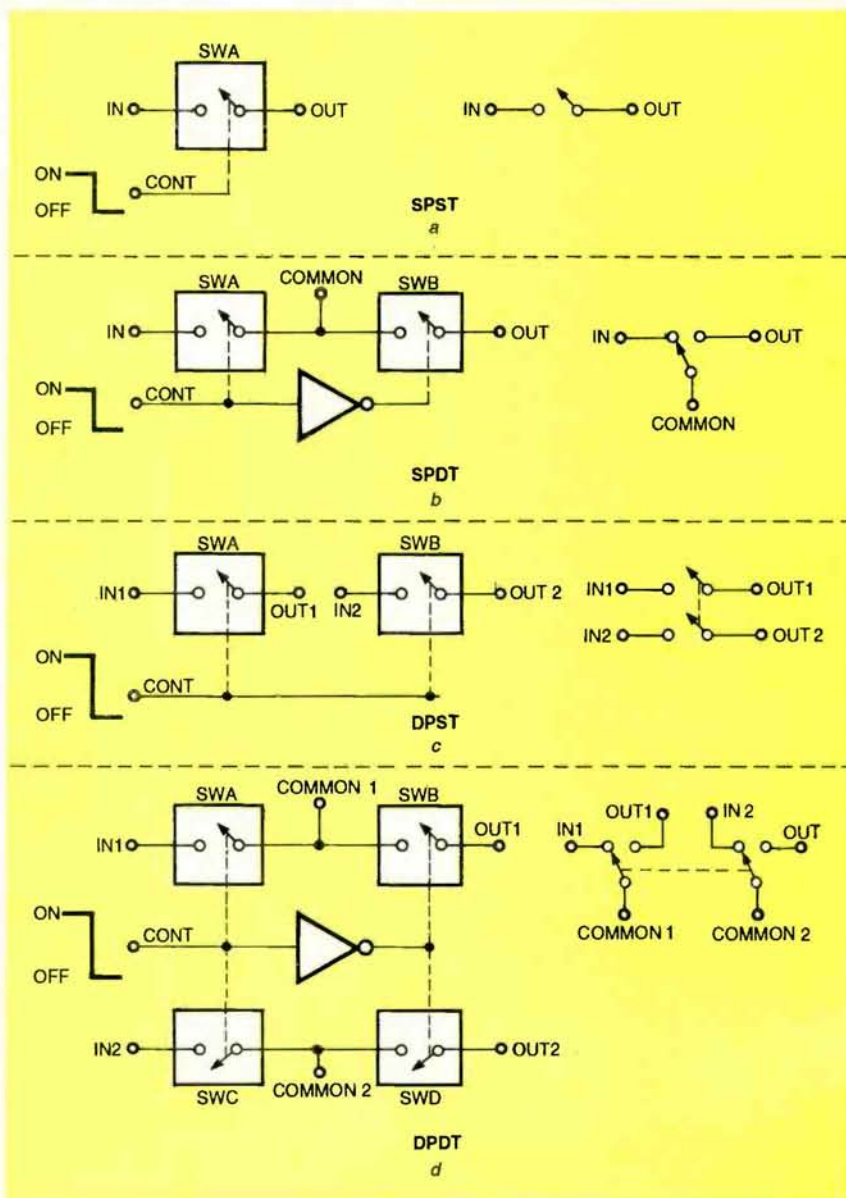 SWA
IN OUT IN OUT
ON
CONT
OFF
SPST
a
SWA COMMON SWB
IN OUT IN OUT
ON
CONT
OFF
COMMON
SPDT
b
SWA SWB
IN1 OUT1 IN2 OUT 2 IN1 OUT1
IN2 OUT 2
ON
CONT
OFF
DPST
c
SWA COMMON 1 SWB
IN1 OUT1 IN1 OUT1 IN 2 OUT
ON
CONT
OFF
COMMON 1 COMMON 2
IN2 OUT2
SWC COMMON 2 SWD
DPDT
d